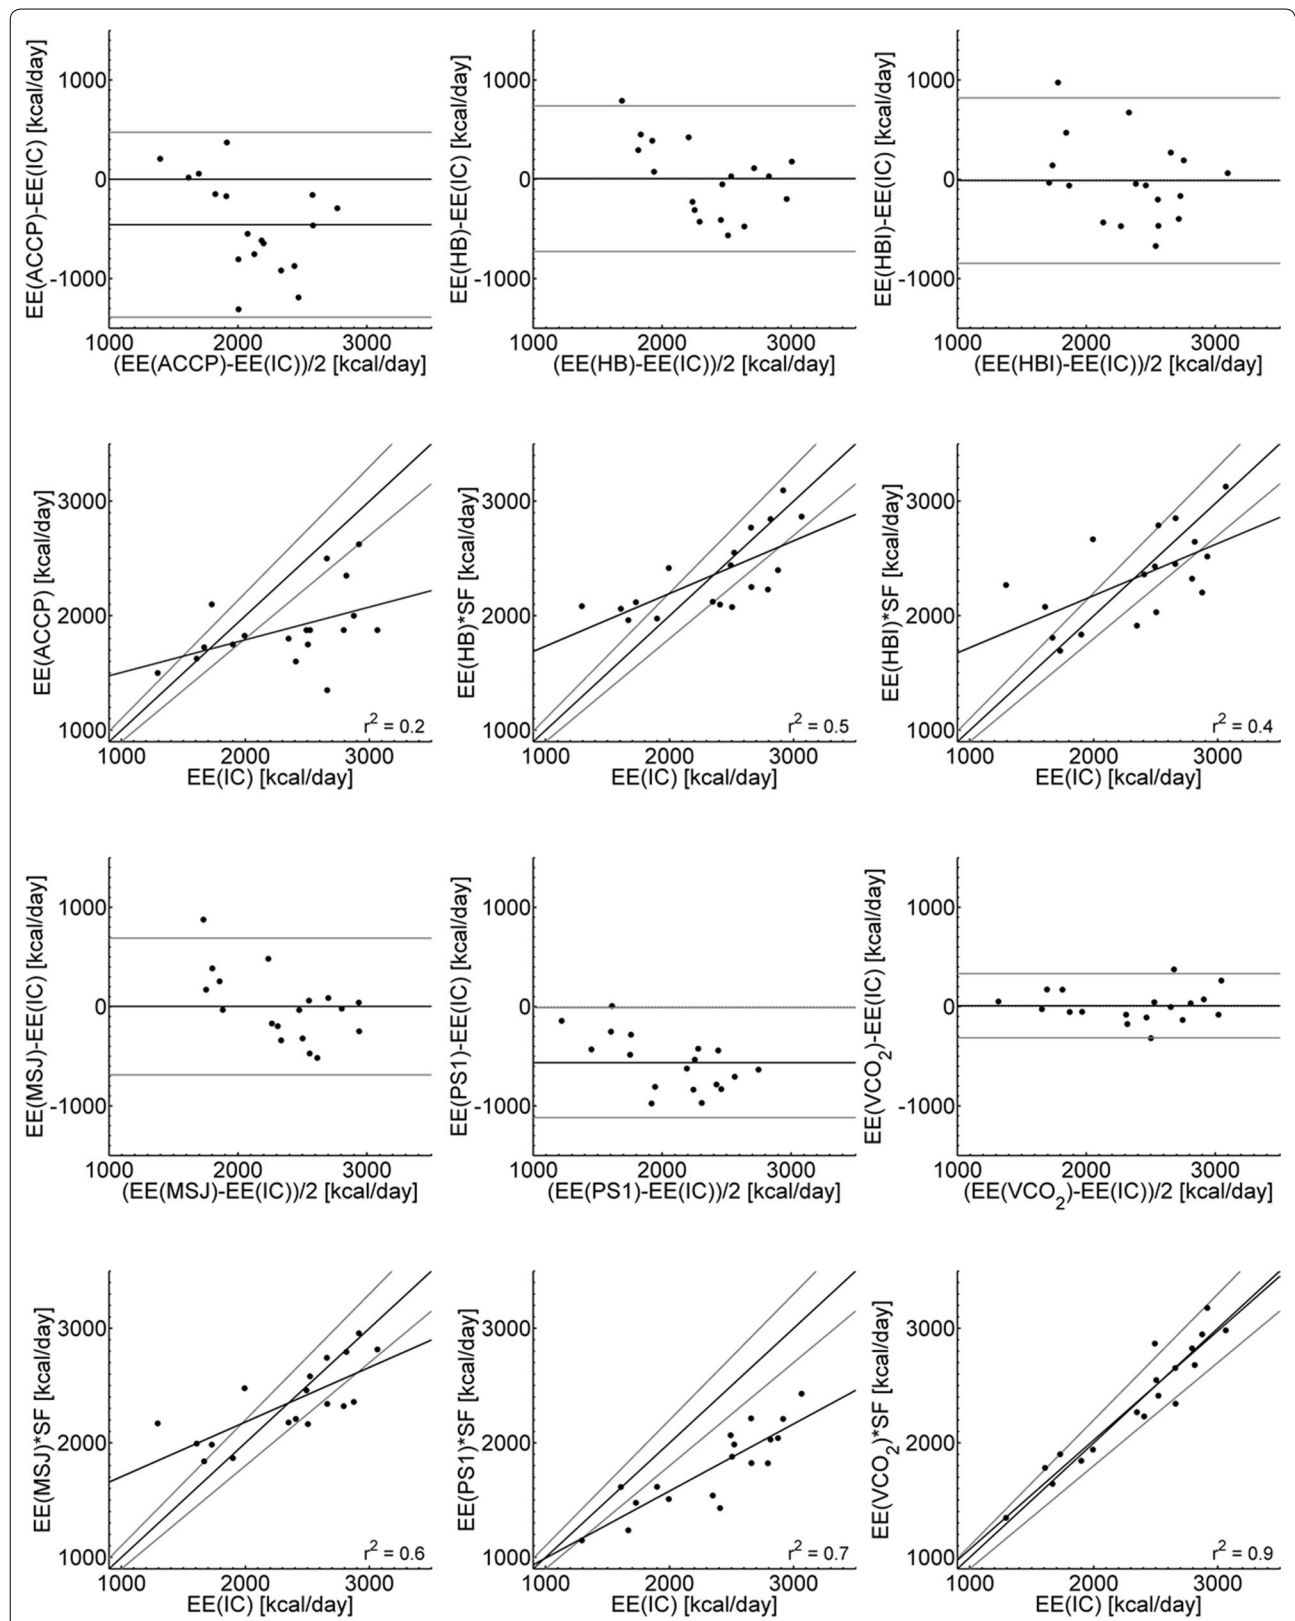 EE(ACCP)-EE(IC) [kcal/day]
1000
0
-1000
1000 2000 3000
(EE(ACCP)-EE(IC))/2 [kcal/day]
EE(HB)-EE(IC) [kcal/day]
1000
0
-1000
1000 2000 3000
(EE(HB)-EE(IC))/2 [kcal/day]
EE(HBI)-EE(IC) [kcal/day]
1000
0
-1000
1000 2000 3000
(EE(HBI)-EE(IC))/2 [kcal/day]
EE(ACCP) [kcal/day]
3000
2000
1000
r² = 0.2
1000 2000 3000
EE(IC) [kcal/day]
EE(HB)*SF [kcal/day]
3000
2000
1000
r² = 0.5
1000 2000 3000
EE(IC) [kcal/day]
EE(HBI)*SF [kcal/day]
3000
2000
1000
r² = 0.4
1000 2000 3000
EE(IC) [kcal/day]
EE(MSJ)-EE(IC) [kcal/day]
1000
0
-1000
1000 2000 3000
(EE(MSJ)-EE(IC))/2 [kcal/day]
EE(PS1)-EE(IC) [kcal/day]
1000
0
-1000
1000 2000 3000
(EE(PS1)-EE(IC))/2 [kcal/day]
EE(VCO₂)-EE(IC) [kcal/day]
1000
0
-1000
1000 2000 3000
(EE(VCO₂)-EE(IC))/2 [kcal/day]
EE(MSJ)*SF [kcal/day]
3000
2000
1000
r² = 0.6
1000 2000 3000
EE(IC) [kcal/day]
EE(PS1)*SF [kcal/day]
3000
2000
1000
r² = 0.7
1000 2000 3000
EE(IC) [kcal/day]
EE(VCO₂)*SF [kcal/day]
3000
2000
1000
r² = 0.9
1000 2000 3000
EE(IC) [kcal/day]